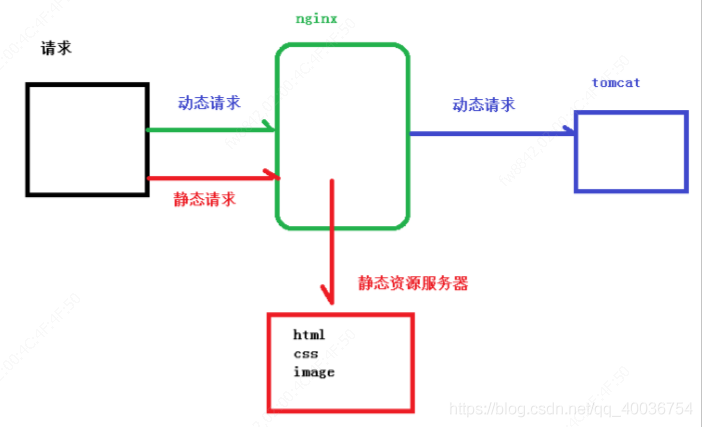 nginx
请求
动态请求
动态请求
tomcat
静态请求
静态资源服务器
html
css
image
https://blog.csdn.net/qq_40036754